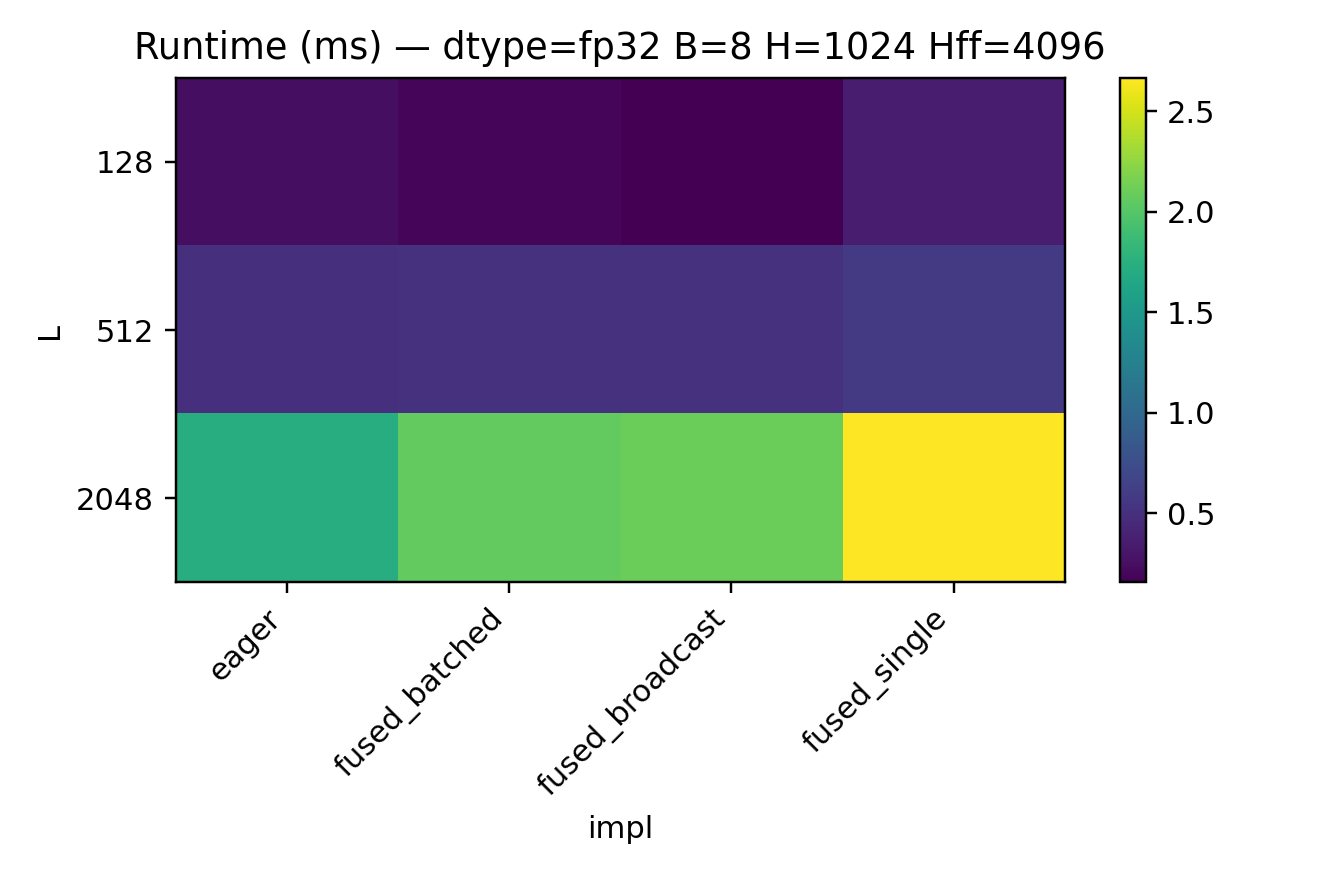 Runtime (ms) — dtype=fp32 B=8 H=1024 Hff=4096
L
128
512
2048
eager
fused_batched
fused_broadcast
fused_single
impl
2.5
2.0
1.5
1.0
0.5